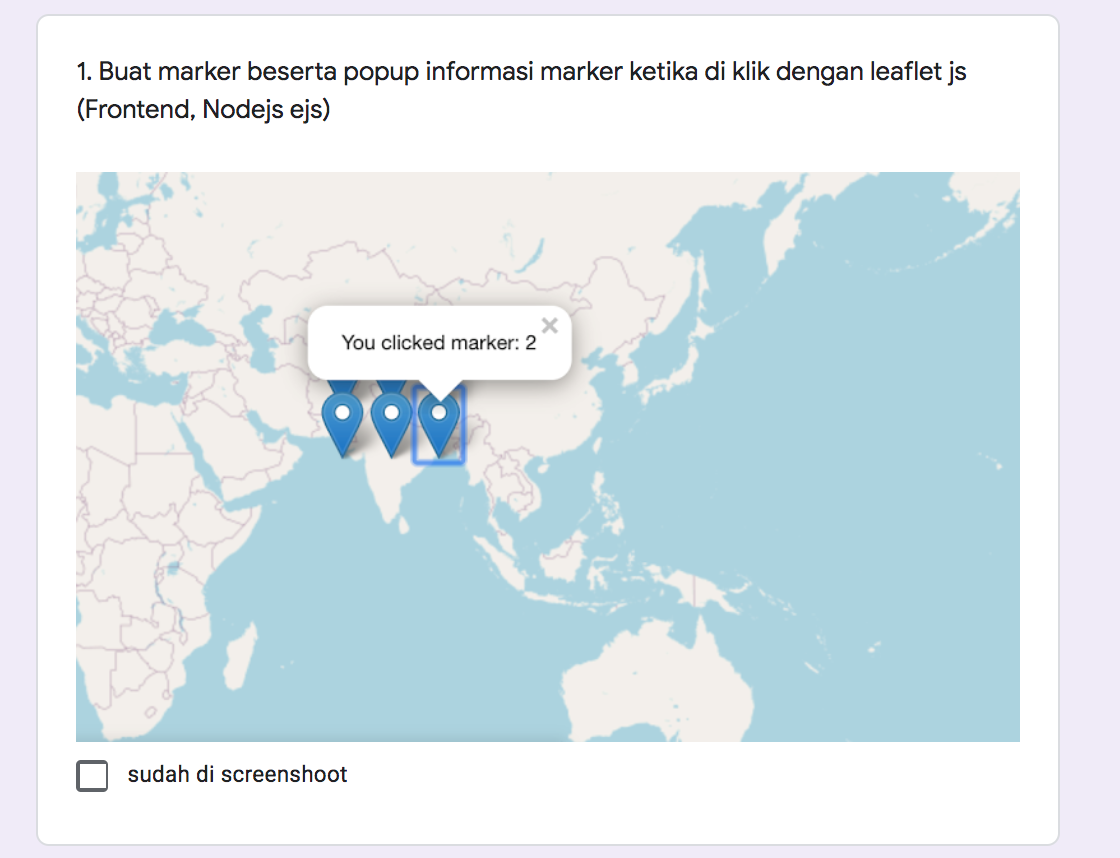 1. Buat marker beserta popup informasi marker ketika di klik dengan leaflet js
(Frontend, Nodejs ejs)
You clicked marker: 2
sudah di screenshoot